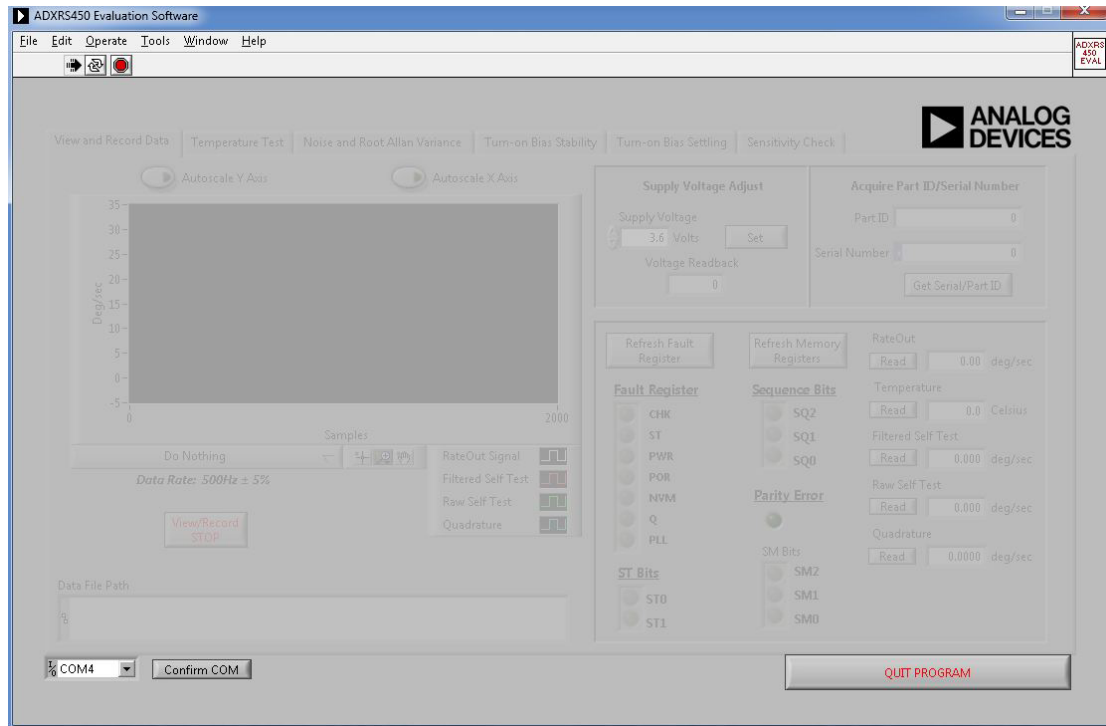 ADXRS450 Evaluation Software
File Edit Operate Tools Window Help
ADXRS
450
EVAL
ANALOG
DEVICES
View and Record Data Temperature Test Noise and Root Allan Variance Turn-on Bias Stability Turn-on Bias Settling Sensitivity Check
Autoscale Y Axis Autoscale X Axis
35
30
25
20
15
10
5
0
-5
Deg/sec
0 2000
Samples
Do Nothing
Data Rate: 500Hz ± 5%
RateOut Signal
Filtered Self Test
Raw Self Test
Quadrature
View/Record
STOP
Data File Path
Supply Voltage Adjust
Supply Voltage
3.6 Volts Set
Voltage Readback
0
Acquire Part ID/Serial Number
Part ID 0
Serial Number 0
Get Serial/Part ID
Refresh Fault
Register
Refresh Memory
Registers
Fault Register
CHK
ST
PWR
POR
NVM
Q
PLL
ST Bits
ST0
ST1
Sequence Bits
SQ2
SQ1
SQ0
Parity Error
SM Bits
SM2
SM1
SM0
RateOut
Read 0.00 deg/sec
Temperature
Read 0.0 Celsius
Filtered Self Test
Read 0.000 deg/sec
Raw Self Test
Read 0.000 deg/sec
Quadrature
Read 0.0000 deg/sec
COM4 Confirm COM
QUIT PROGRAM